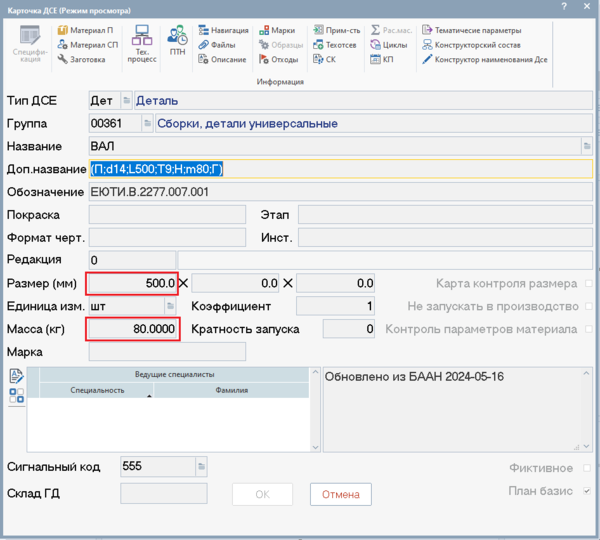 Карточка ДСЕ (Режим просмотра)
? ×
Специфи-
кация
Материал П
Материал СП
Заготовка
Тех.
процесс
ПТН
Навигация
Файлы
Описание
Марки
Образцы
Отходы
Прим-сть
Техотсев
СК
Рас.мас.
Циклы
КП
Тематические параметры
Конструкторский состав
Конструктор наименования Дсе
Информация
Тип ДСЕ Дет Деталь
Группа 00361 Сборки, детали универсальные
Название ВАЛ
Доп.название (П;d14;L500;Т9;Н;m80;Г)
Обозначение ЕЮТИ.В.2277.007.001
Покраска Этап
Формат черт. Инст.
Редакция 0
Размер (мм) 500.0 × 0.0 × 0.0 Карта контроля размера
Единица изм. шт Коэффициент 1 Не запускать в производство
Масса (кг) 80.0000 Кратность запуска 0 Контроль параметров материала
Марка
Ведущие специалисты
Специальность Фамилия
Обновлено из БААН 2024-05-16
Сигнальный код 555 Фиктивное
Склад ГД ОК Отмена План базис